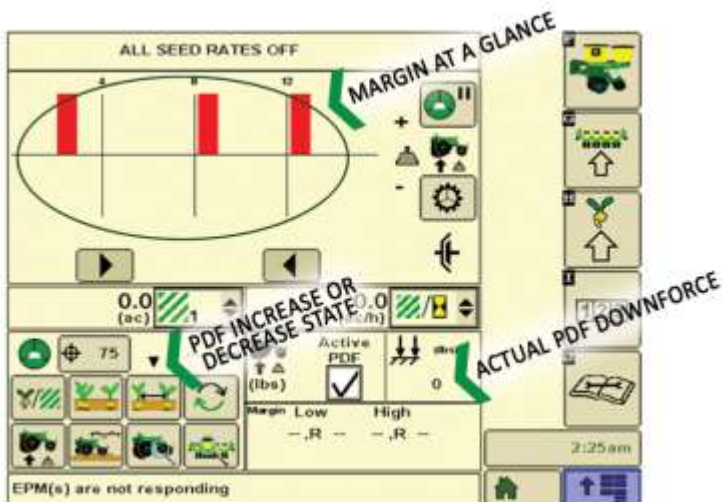 ALL SEED RATES OFF
MARGIN AT A GLANCE
4 8 12
+
-
0.0
(ac)
1
0.0
(ac/h)
PDF INCREASE OR
DECREASE STATE
ACTUAL PDF DOWNFORCE
75
(lbs)
Active
PDF
(lbs)
0
Margin Low High
--,R -- --,R --
2:25am
EPM(s) are not responding